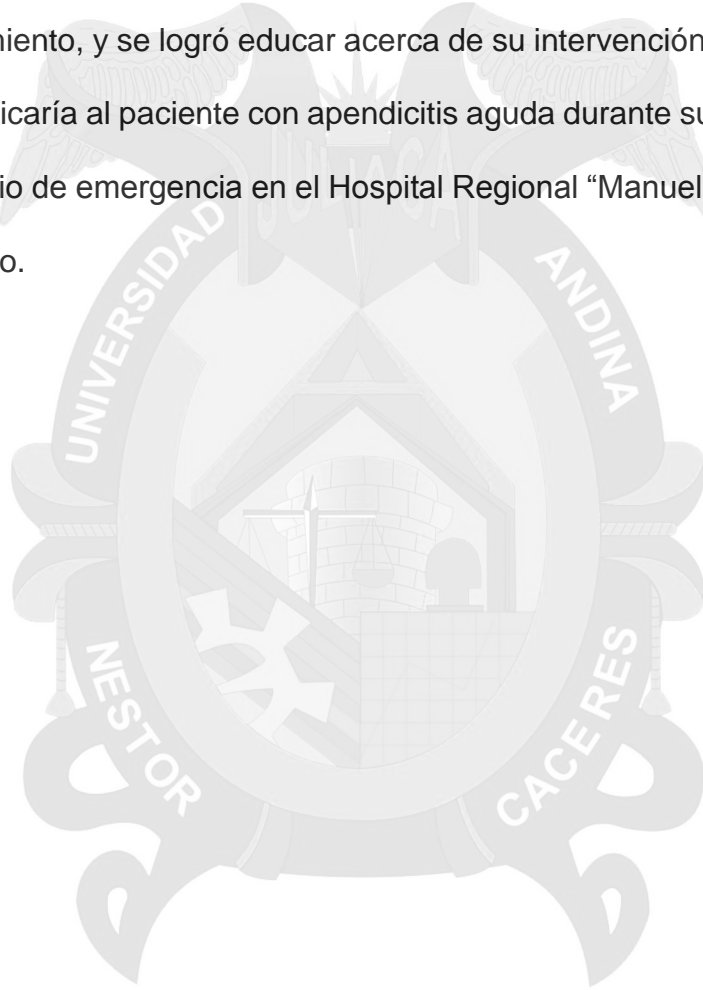 miento, y se logró educar acerca de su intervención
icaría al paciente con apendicitis aguda durante su
io de emergencia en el Hospital Regional “Manuel
o.
JULIACA
UNIVERSIDAD
ANDINA
NESTOR
CACERES